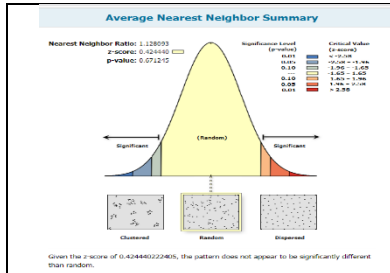 Average Nearest Neighbor Summary
Nearest Neighbor Ratio: 1.128093
z-score: 0.424440
p-value: 0.671245
Significance Level (p-value)
Critical Value (z-score)
0.01 < -2.58
0.05 -2.58 - -1.96
0.10 -1.96 - -1.65
--- -1.65 - 1.65
0.10 1.65 - 1.96
0.05 1.96 - 2.58
0.01 > 2.58
Significant
(Random)
Significant
Clustered
Random
Dispersed
Given the z-score of 0.424440222405, the pattern does not appear to be significantly different
than random.